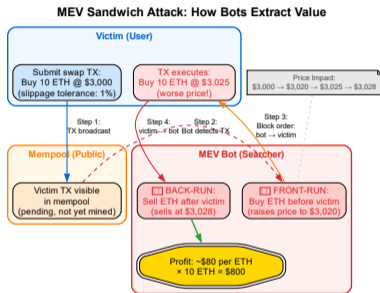 MEV Sandwich Attack: How Bots Extract Value
Victim (User)
Submit swap TX:
Buy 10 ETH @ $3,000
(slippage tolerance: 1%)
TX executes:
Buy 10 ETH @ $3,025
(worse price!)
Price Impact:
$3,000 → $3,020 → $3,025 → $3,028
Step 1:
TX broadcast
Step 4:
victim → bot
Step 2:
Bot detects TX
Step 3:
Block order:
bot → victim
Mempool (Public)
Victim TX visible
in mempool
(pending, not yet mined)
MEV Bot (Searcher)
BACK-RUN:
Sell ETH after victim
(sells at $3,028)
FRONT-RUN:
Buy ETH before victim
(raises price to $3,020)
Profit: ~$80 per ETH
× 10 ETH = $800